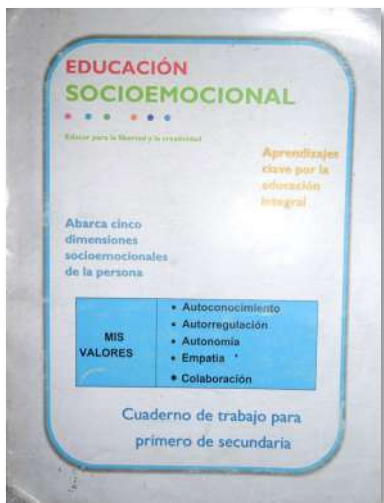 EDUCACIÓN
SOCIOEMOCIONAL
Educar para la libertad y la creatividad
Aprendizajes
clave por la
educación
integral
Abarca cinco
dimensiones
socioemocionales
de la persona
MIS
VALORES
• Autoconocimiento
• Autorregulación
• Autonomía
• Empatía
• Colaboración
Cuaderno de trabajo para
primero de secundaria